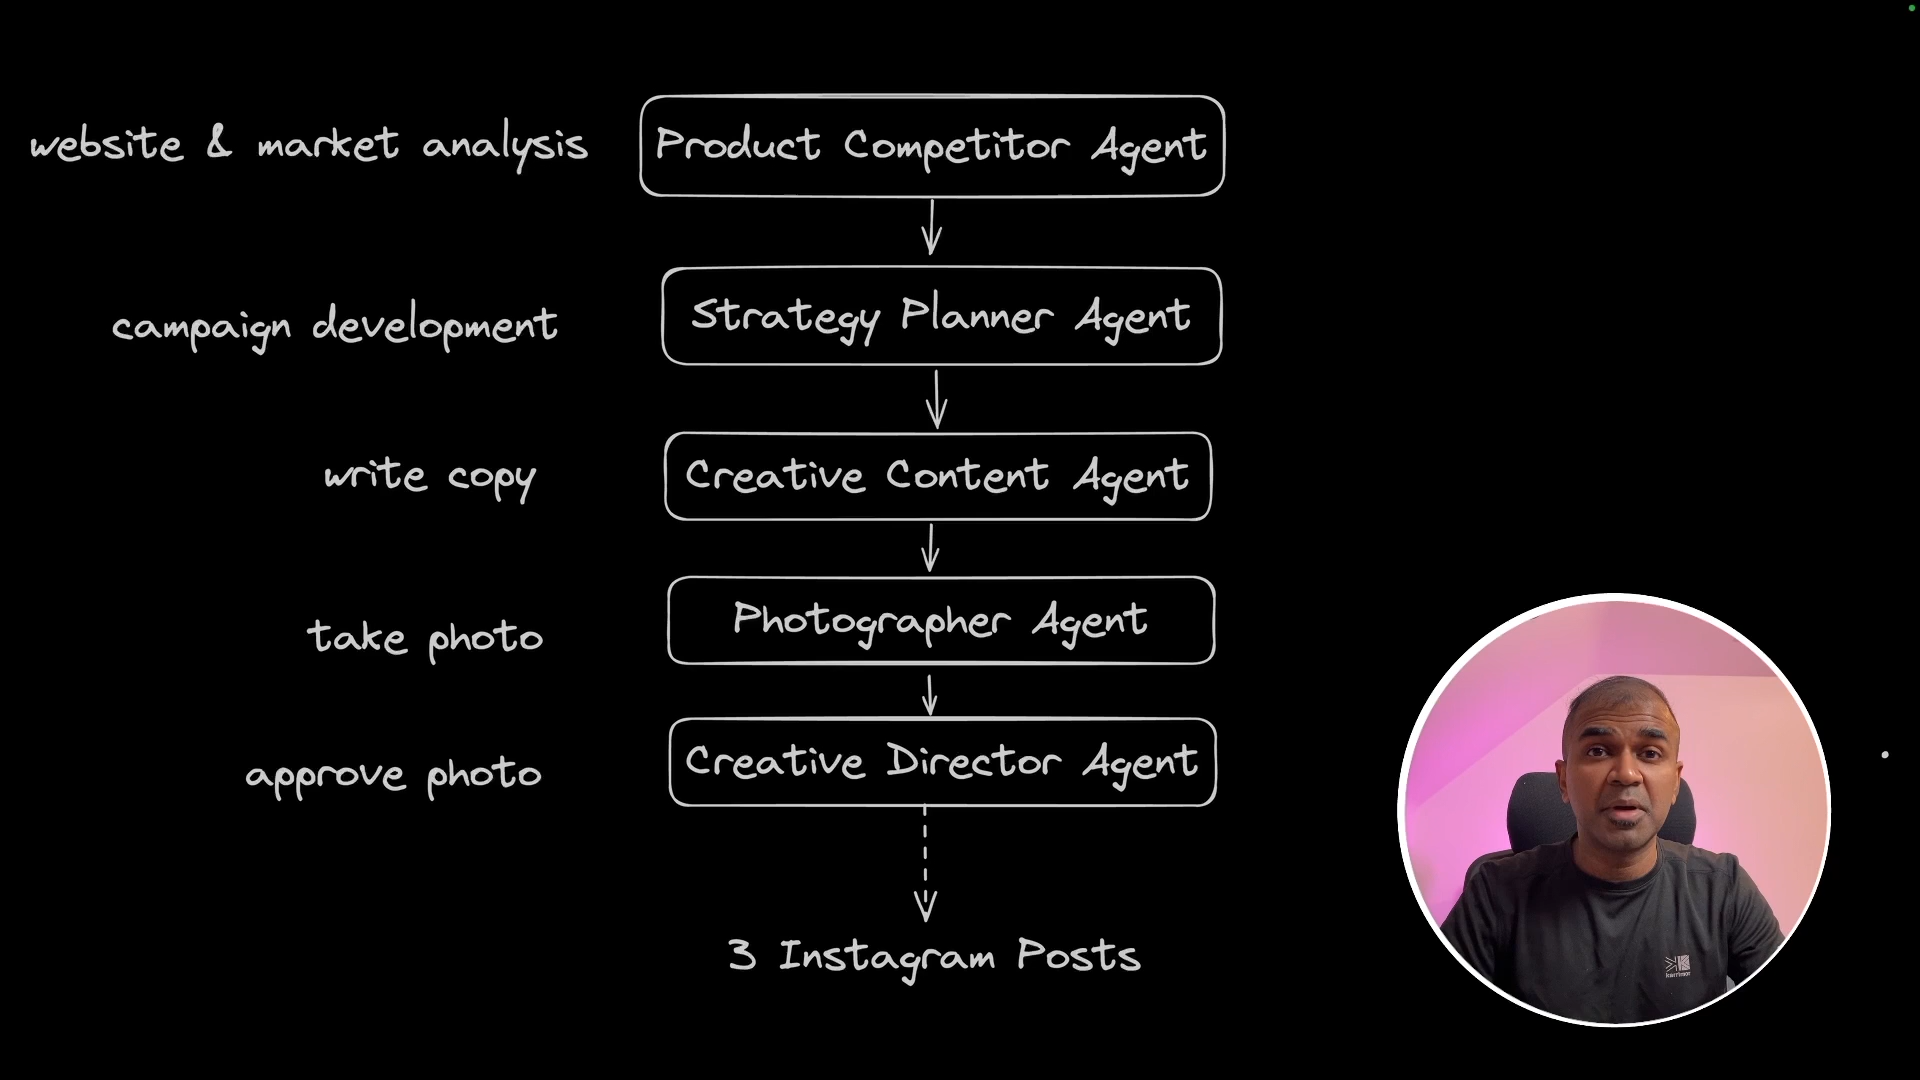 website & market analysis
Product Competitor Agent
campaign development
Strategy Planner Agent
write copy
Creative Content Agent
take photo
Photographer Agent
approve photo
Creative Director Agent
3 Instagram Posts
karrimor